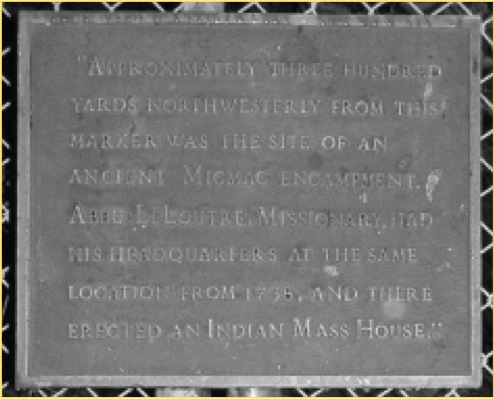 "APPROXIMATELY THREE HUNDRED
YARDS NORTHWESTERLY FROM THIS
MARKER WAS THE SITE OF AN
ANCIENT MICMAC ENCAMPMENT.
ABBE LELOUTRE, MISSIONARY, HAD
HIS HEADQUARTERS AT THE SAME
LOCATION FROM 1738, AND THERE
ERECTED AN INDIAN MASS HOUSE."